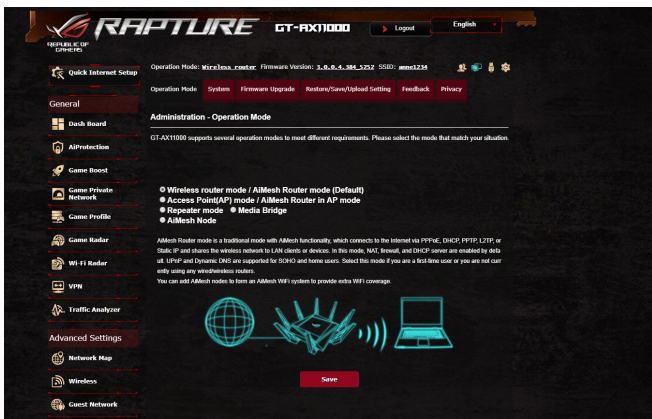 REPUBLIC OF
GAMERS
RAPTURE GT-AX11000 Logout English
Quick Internet Setup
Operation Mode: Wireless router Firmware Version: 3.0.0.4.384_5252 SSID: anne1234
Operation Mode System Firmware Upgrade Restore/Save/Upload Setting Feedback Privacy
General
Administration - Operation Mode
Dash Board
GT-AX11000 supports several operation modes to meet different requirements. Please select the mode that match your situation.
AiProtection
Game Boost
Game Private
Network
Wireless router mode / AiMesh Router mode (Default)
Access Point(AP) mode / AiMesh Router in AP mode
Repeater mode Media Bridge
AiMesh Node
Game Profile
Game Radar
AiMesh Router mode is a traditional mode with AiMesh functionality, which connects to the Internet via PPPoE, DHCP, PPTP, L2TP, or
Static IP and shares the wireless network to LAN clients or devices. In this mode, NAT, firewall, and DHCP server are enabled by defa
ult. UPnP and Dynamic DNS are supported for SOHO and home users. Select this mode if you are a first-time user or you are not curr
ently using any wired/wireless routers.
You can add AiMesh nodes to form an AiMesh WiFi system to provide extra WiFi coverage.
Wi-Fi Radar
VPN
Traffic Analyzer
Advanced Settings
Network Map
Wireless
Guest Network
Save